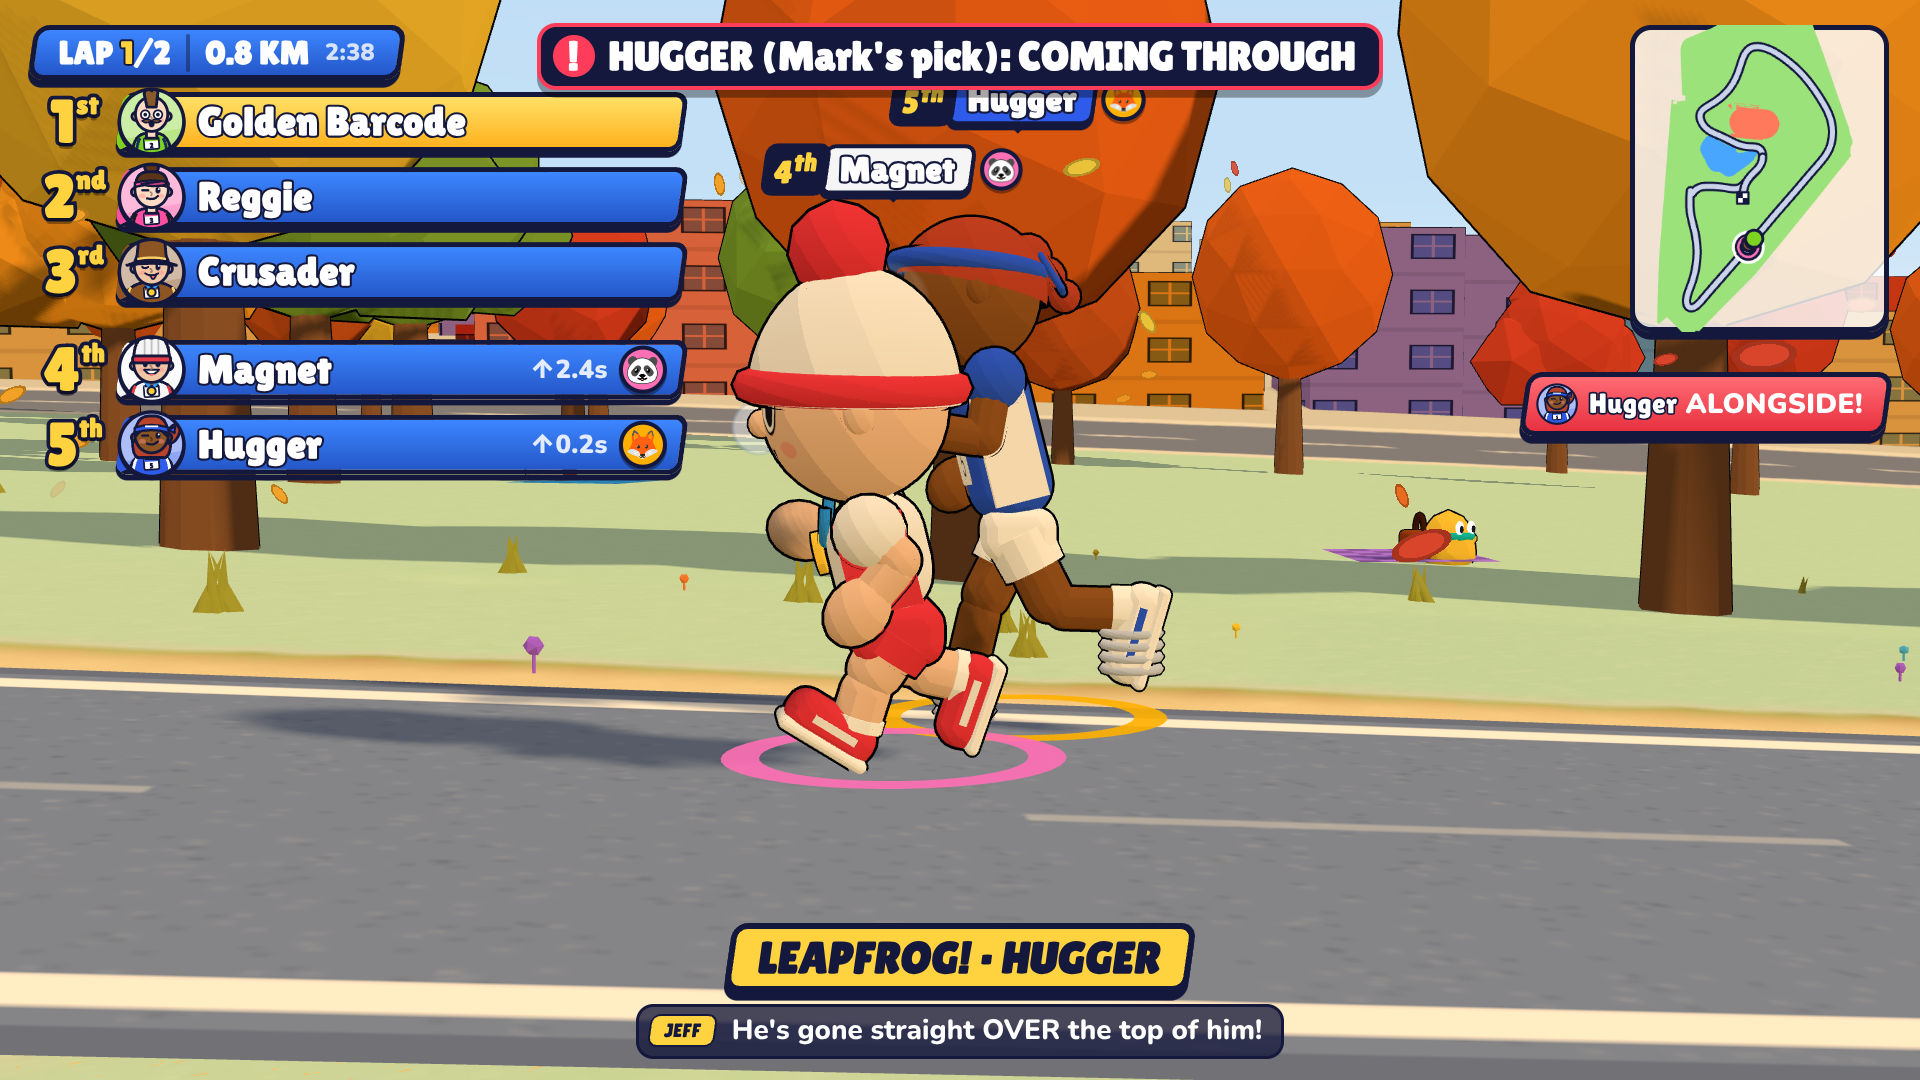 LAP 1/2 0.8 KM 2:38
! HUGGER (Mark's pick): COMING THROUGH
1st Golden Barcode
2nd Reggie
3rd Crusader
4th Magnet ↑2.4s
5th Hugger ↑0.2s
5th Hugger
4th Magnet
Hugger ALONGSIDE!
LEAPFROG! · HUGGER
JEFF He's gone straight OVER the top of him!